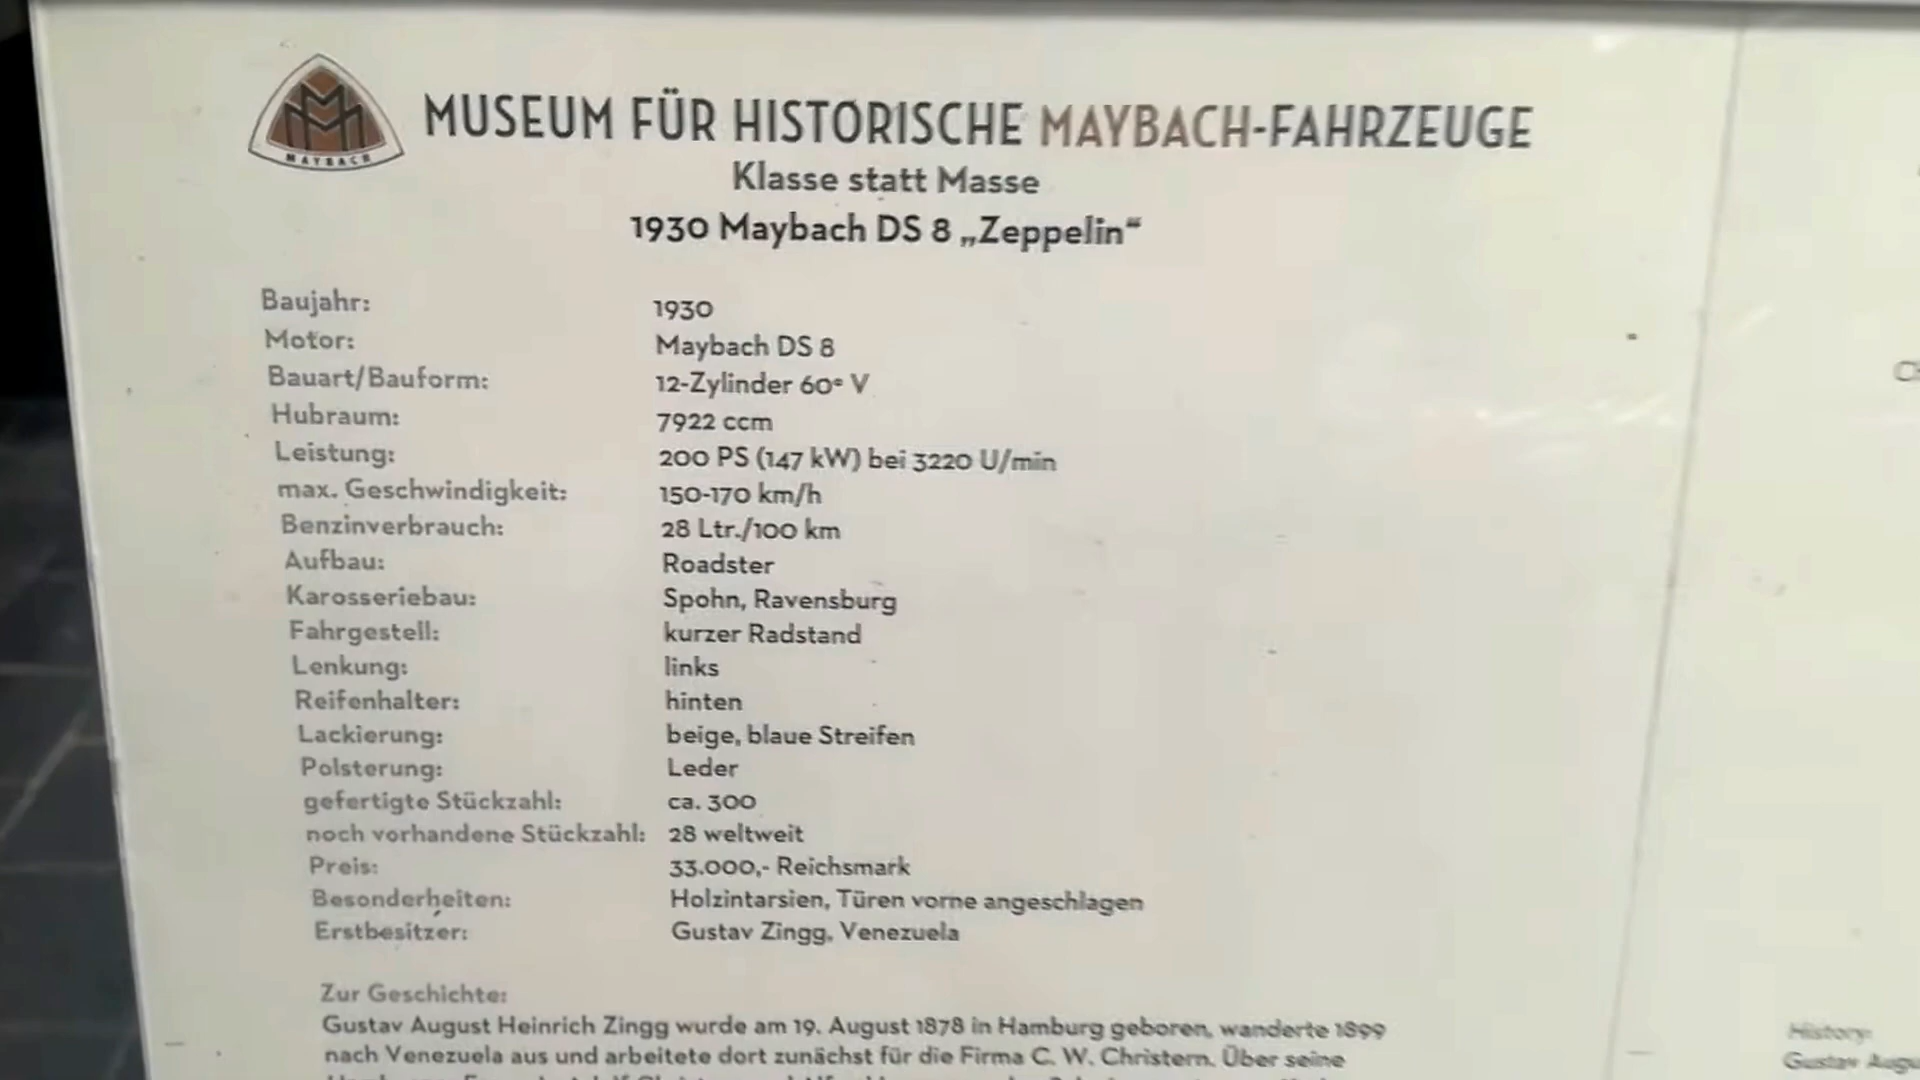 MAYBACH
MUSEUM FÜR HISTORISCHE MAYBACH-FAHRZEUGE
Klasse statt Masse
1930 Maybach DS 8 „Zeppelin“
Baujahr: 1930
Motor: Maybach DS 8
Bauart/Bauform: 12-Zylinder 60° V
Hubraum: 7922 ccm
Leistung: 200 PS (147 kW) bei 3220 U/min
max. Geschwindigkeit: 150-170 km/h
Benzinverbrauch: 28 Ltr./100 km
Aufbau: Roadster
Karosseriebau: Spohn, Ravensburg
Fahrgestell: kurzer Radstand
Lenkung: links
Reifenhalter: hinten
Lackierung: beige, blaue Streifen
Polsterung: Leder
gefertigte Stückzahl: ca. 300
noch vorhandene Stückzahl: 28 weltweit
Preis: 33.000,- Reichsmark
Besonderheiten: Holzintarsien, Türen vorne angeschlagen
Erstbesitzer: Gustav Zingg, Venezuela
Zur Geschichte:
Gustav August Heinrich Zingg wurde am 19. August 1878 in Hamburg geboren, wanderte 1899
nach Venezuela aus und arbeitete dort zunächst für die Firma C. W. Christern. Über seine
History:
Gustav